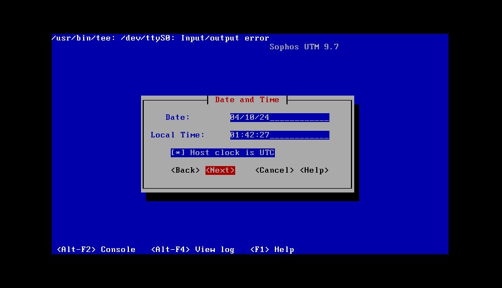 /usr/bin/tee: /dev/ttyS0: Input/output error
Sophos UTM 9.7
Date and Time
Date: 04/10/24____________
Local Time: 01:42:27____________
[*] Host clock is UTC
<Back> <Next> <Cancel> <Help>
<Alt-F2> Console <Alt-F4> View log <F1> Help